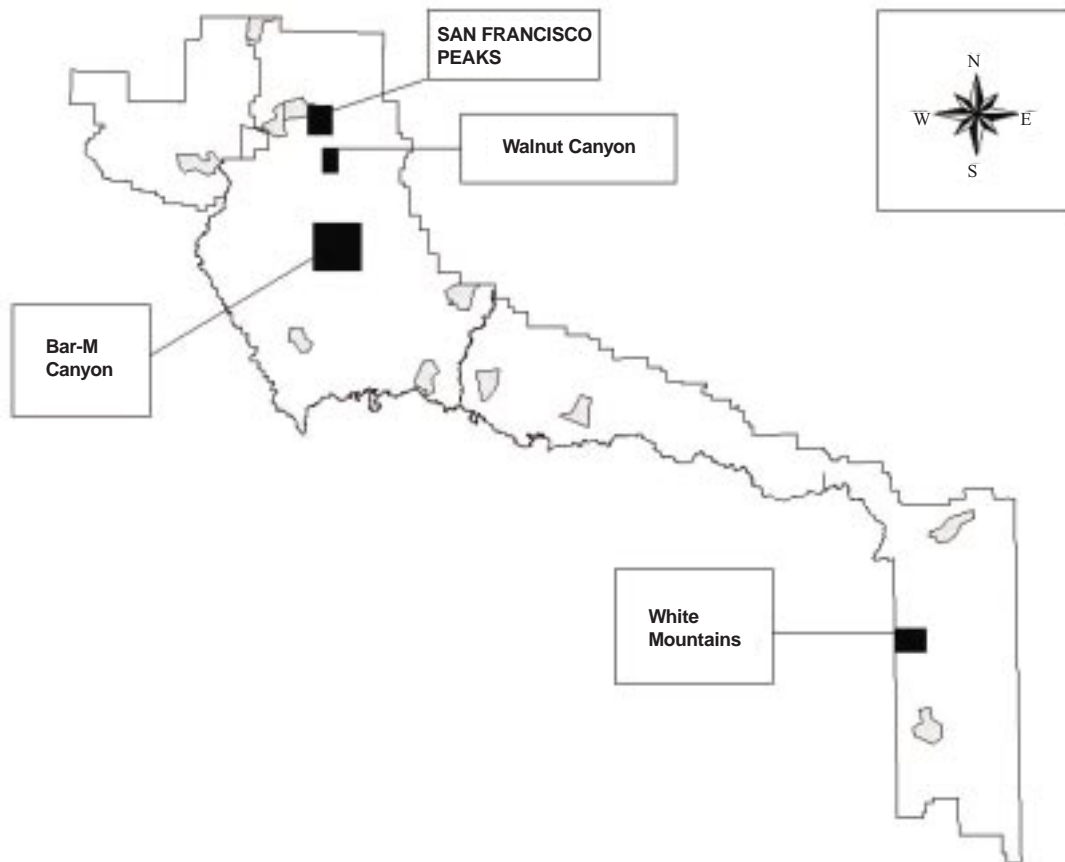 SAN FRANCISCO
PEAKS
Walnut Canyon
N
W
E
S
Bar-M
Canyon
White
Mountains